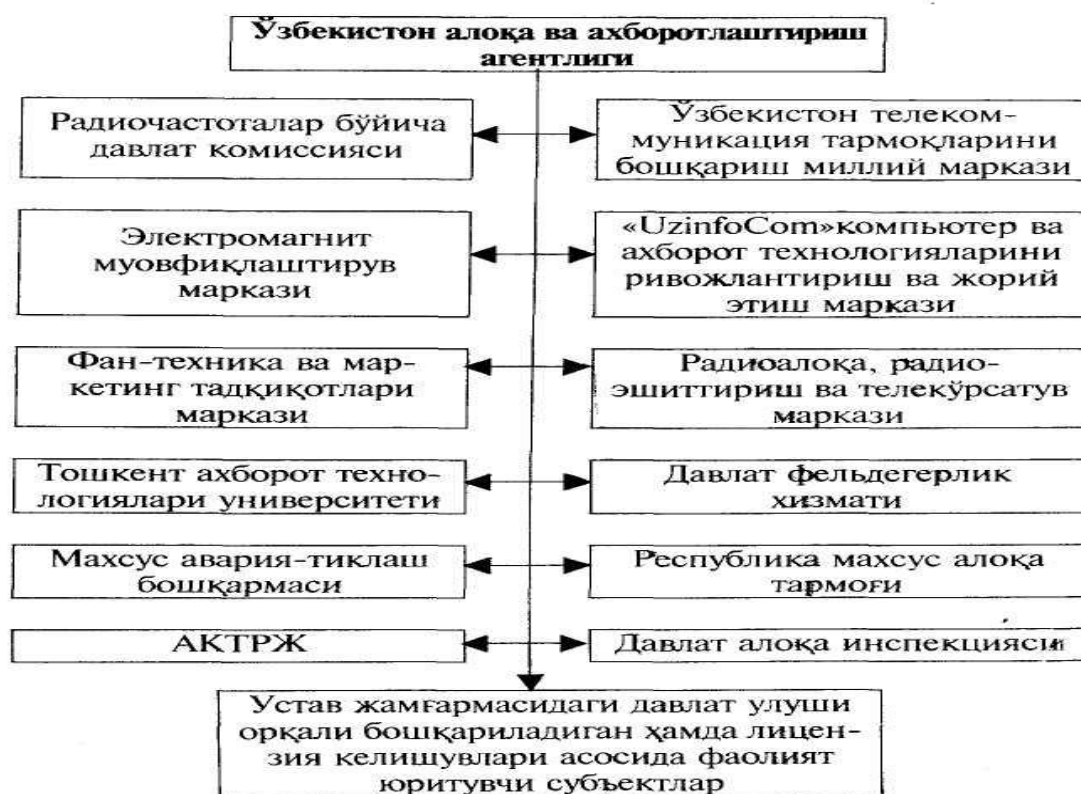 Ўзбекистон алоқа ва ахборотлаштириш
агентлиги
Радиочастоталар бўйича
давлат комиссияси
Ўзбекистон телеком-
муникация тармоқларини
бошқариш миллий маркази
Электромагнит
муовфиқлаштирув
маркази
«UzinfoCom»компьютер ва
ахборот технологияларини
ривожлантириш ва жорий
этиш маркази
Фан-техника ва мар-
кетинг тадқиқотлари
маркази
Радиоалоқа, радио-
эшиттириш ва телекўрсатув
маркази
Тошкент ахборот техно-
логиялари университети
Давлат фельдегерлик
хизмати
Махсус авария-тиклаш
бошқармаси
Республика махсус алоқа
тармоғи
АКТРЖ
Давлат алоқа инспекцияси
Устав жамғармасидаги давлат улуши
орқали бошқариладиган ҳамда лицен-
зия келишувлари асосида фаолият
юритувчи субъектлар